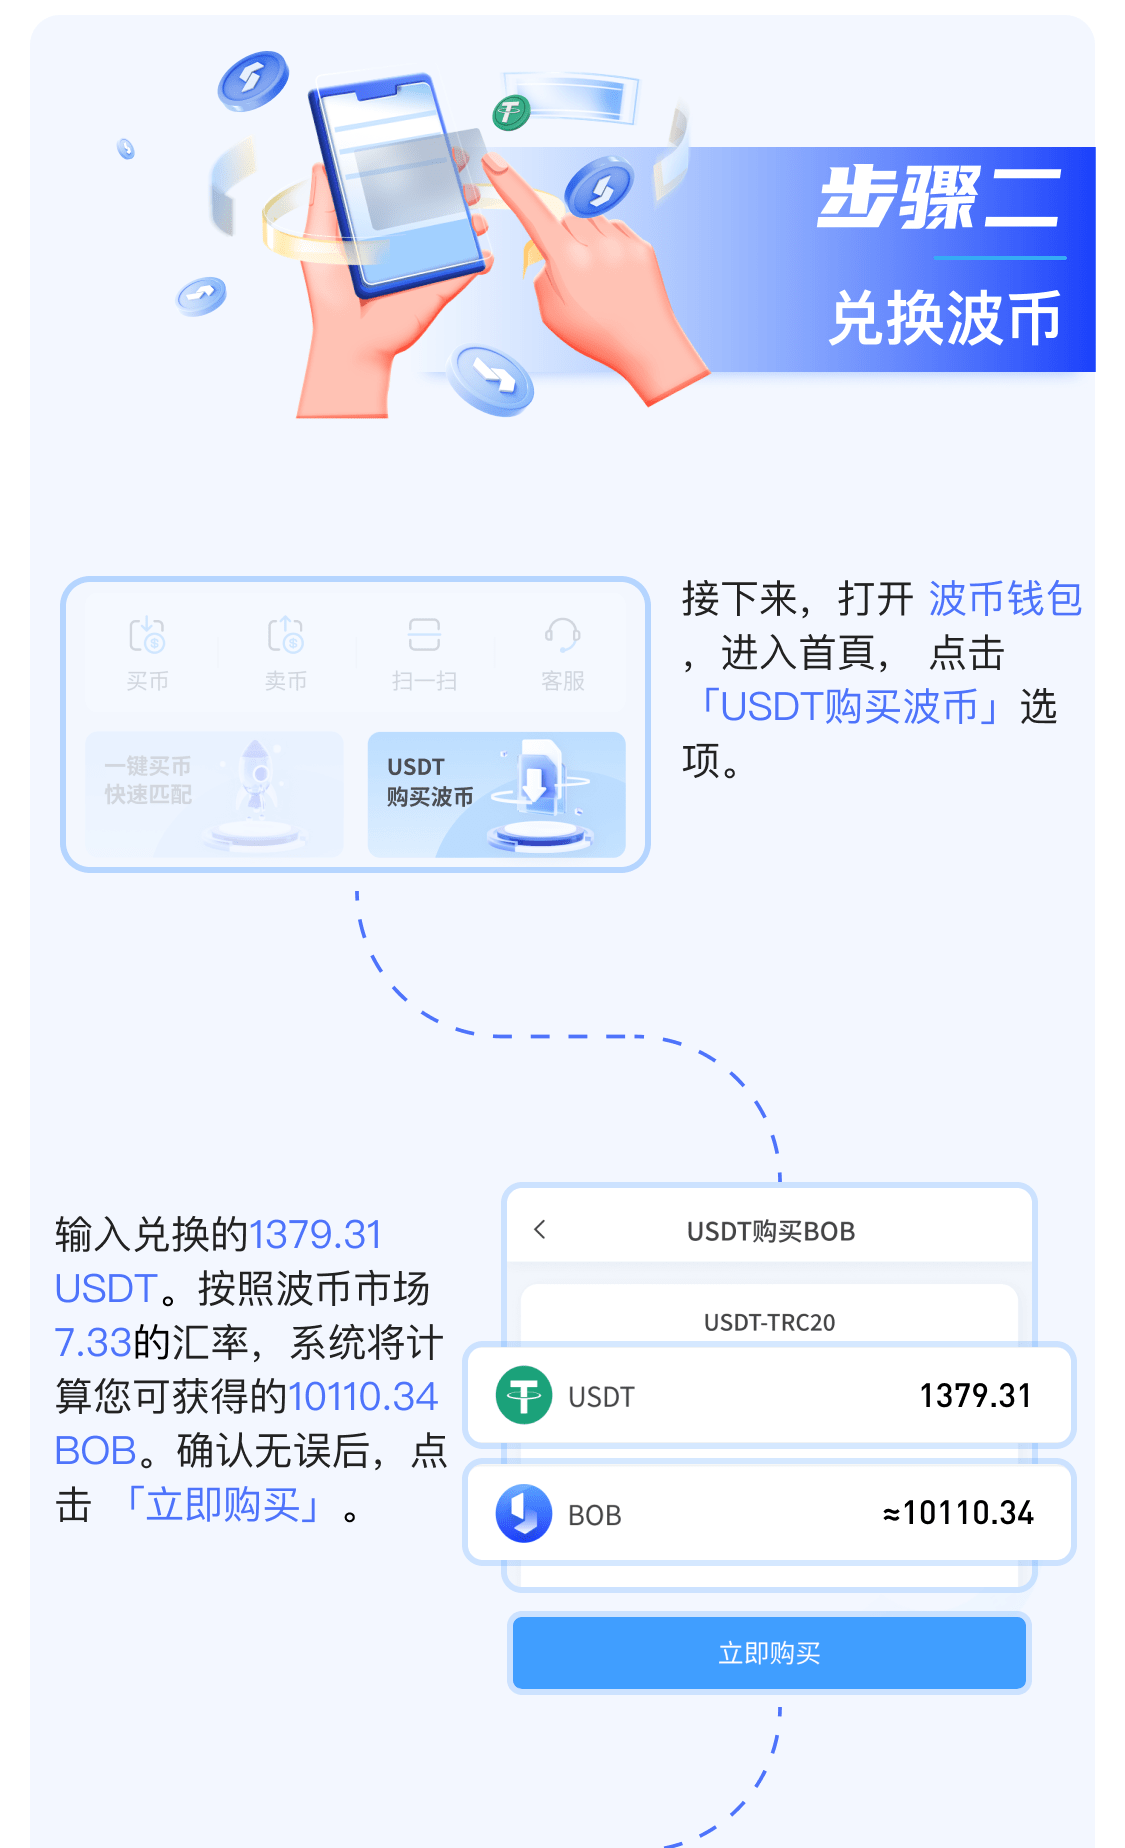 步骤二
兑换波币
买币
卖币
扫一扫
客服
一键买币
快速匹配
USDT
购买波币
接下来，打开 波币钱包
，进入首頁， 点击
「USDT购买波币」选
项。
输入兑换的1379.31
USDT。按照波币市场
7.33的汇率，系统将计
算您可获得的10110.34
BOB。确认无误后，点
击 「立即购买」 。
USDT购买BOB
USDT-TRC20
USDT
1379.31
BOB
≈10110.34
立即购买